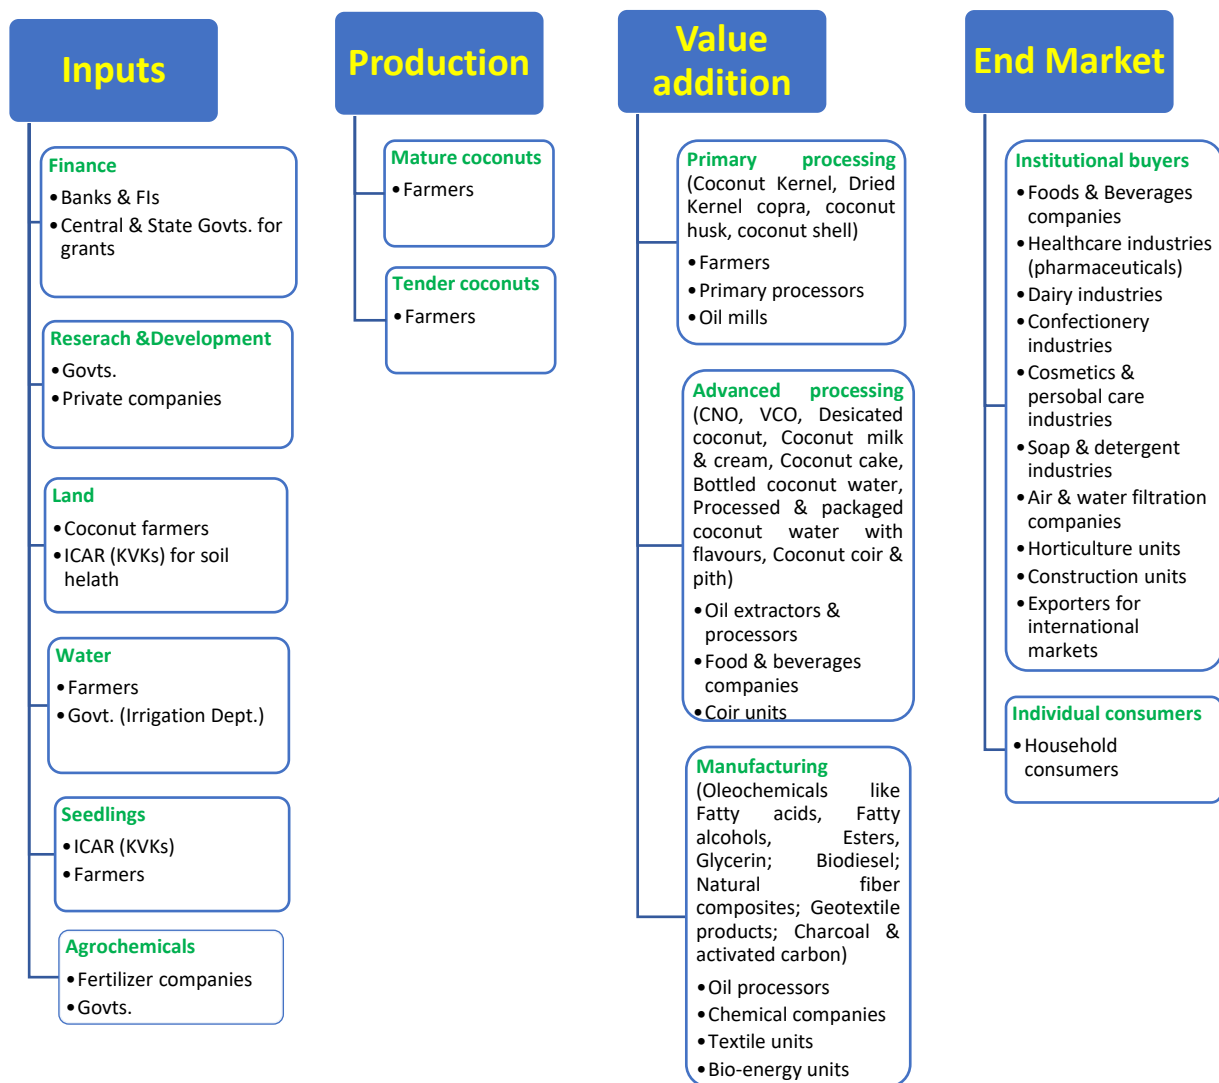 Inputs
Finance
•Banks & FIs
•Central & State Govts. for
grants
Reserach &Development
•Govts.
•Private companies
Land
•Coconut farmers
•ICAR (KVKs) for soil
helath
Water
•Farmers
•Govt. (Irrigation Dept.)
Seedlings
•ICAR (KVKs)
•Farmers
Agrochemicals
•Fertilizer companies
•Govts.
Production
Mature coconuts
•Farmers
Tender coconuts
•Farmers
Value
addition
Primary processing
(Coconut Kernel, Dried
Kernel copra, coconut
husk, coconut shell)
•Farmers
•Primary processors
•Oil mills
Advanced processing
(CNO, VCO, Desicated
coconut, Coconut milk
& cream, Coconut cake,
Bottled coconut water,
Processed & packaged
coconut water with
flavours, Coconut coir &
pith)
•Oil extractors &
processors
•Food & beverages
companies
•Coir units
Manufacturing
(Oleochemicals like
Fatty acids, Fatty
alcohols, Esters,
Glycerin; Biodiesel;
Natural fiber
composites; Geotextile
products; Charcoal &
activated carbon)
•Oil processors
•Chemical companies
•Textile units
•Bio-energy units
End Market
Institutional buyers
•Foods & Beverages
companies
•Healthcare industries
(pharmaceuticals)
•Dairy industries
•Confectionery
industries
•Cosmetics &
persobal care
industries
•Soap & detergent
industries
•Air & water filtration
companies
•Horticulture units
•Construction units
•Exporters for
international
markets
Individual consumers
•Household
consumers